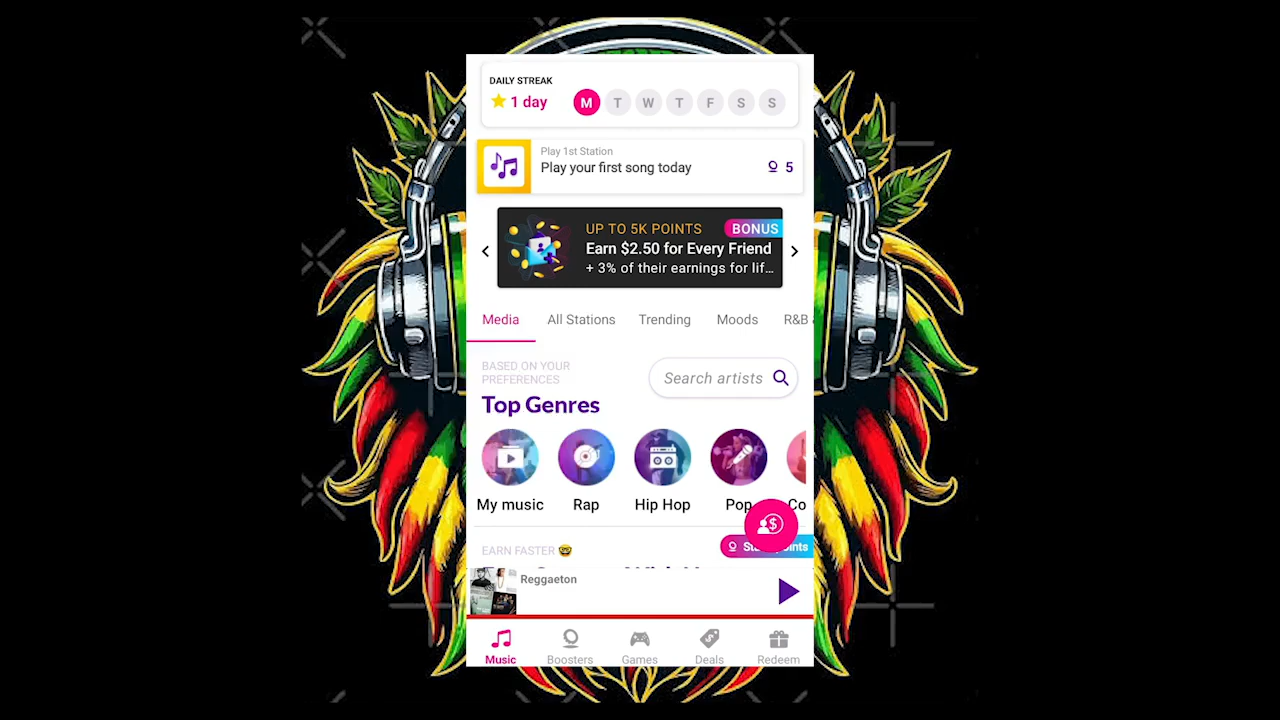 DAILY STREAK
1 day
M T W T F S S
Play 1st Station
Play your first song today
5
UP TO 5K POINTS
BONUS
Earn $2.50 for Every Friend
+ 3% of their earnings for lif…
Media All Stations Trending Moods R&B
BASED ON YOUR
PREFERENCES
Search artists
Top Genres
My music Rap Hip Hop Pop Co
EARN FASTER 🤓
Reggaeton
Music Boosters Games Deals Redeem